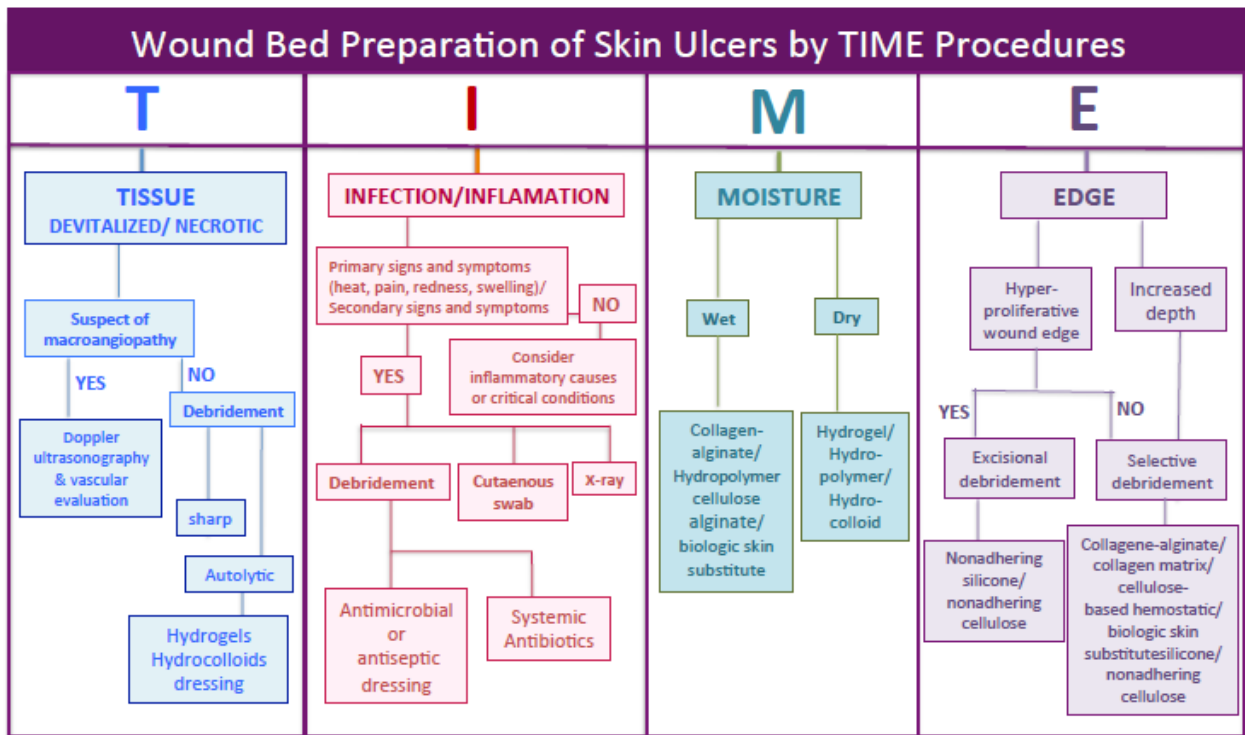 Wound Bed Preparation of Skin Ulcers by TIME Procedures
T
I
M
E
TISSUE
DEVITALIZED/ NECROTIC
Suspect of
macroangiopathy
YES
NO
Debridement
Doppler
ultrasonography
& vascular
evaluation
sharp
Autolytic
Hydrogels
Hydrocolloids
dressing
INFECTION/INFLAMATION
Primary signs and symptoms
(heat, pain, redness, swelling)/
Secondary signs and symptoms
NO
YES
Consider
inflammatory causes
or critical conditions
Debridement
Cutaenous
swab
x-ray
Antimicrobial
or
antiseptic
dressing
Systemic
Antibiotics
MOISTURE
Wet
Dry
Collagen-
alginate/
Hydropolymer
cellulose
alginate/
biologic skin
substitute
Hydrogel/
Hydro-
polymer/
Hydro-
colloid
EDGE
Hyper-
proliferative
wound edge
Increased
depth
YES
NO
Excisional
debridement
Selective
debridement
Nonadhering
silicone/
nonadhering
cellulose
Collagene-alginate/
collagen matrix/
cellulose-
based hemostatic/
biologic skin
substitutesilicone/
nonadhering
cellulose